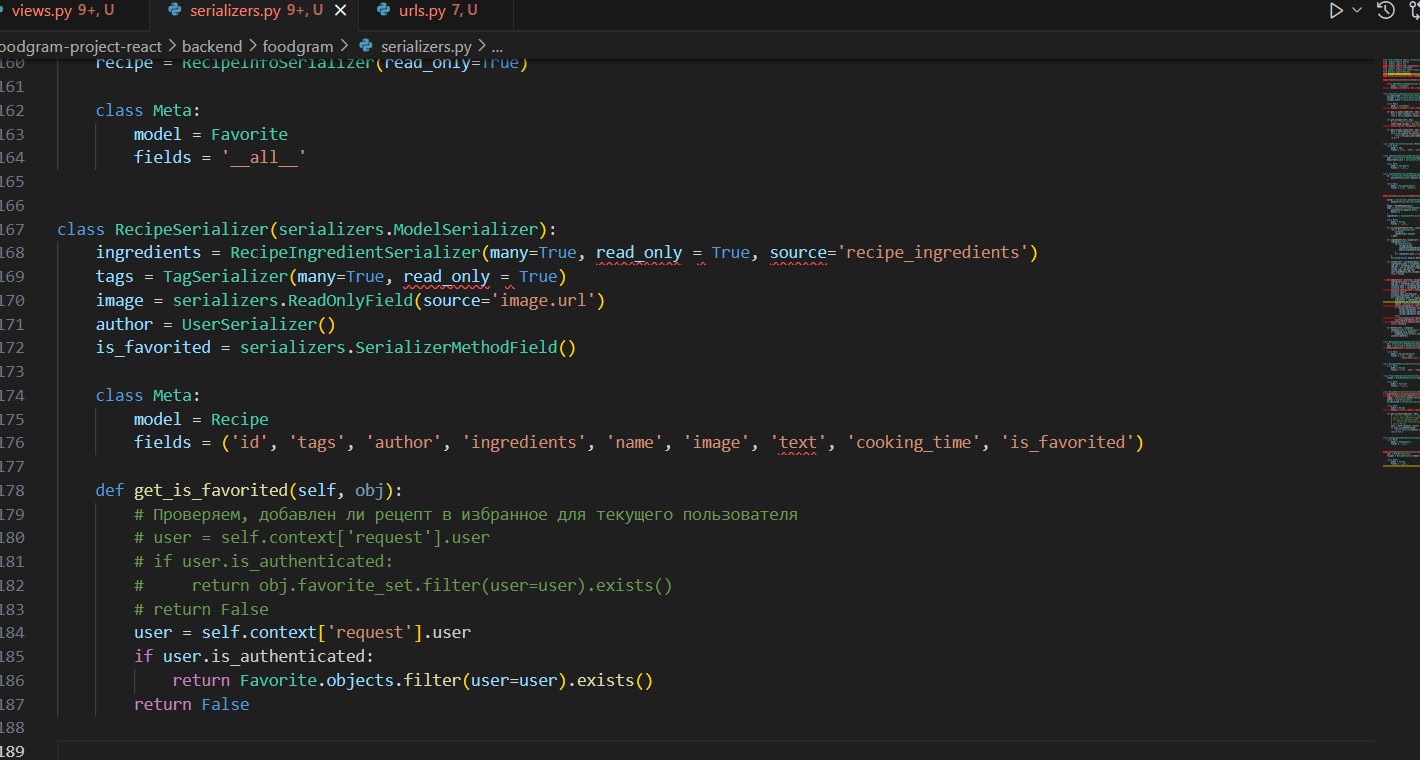 views.py 9+, U serializers.py 9+, U urls.py 7, U
oodgram-project-react > backend > foodgram > serializers.py > ...
160 recipe = RecipeInfoSerializer(read_only=True)
161
162 class Meta:
163 model = Favorite
164 fields = '__all__'
165
166
167 class RecipeSerializer(serializers.ModelSerializer):
168 ingredients = RecipeIngredientSerializer(many=True, read_only = True, source='recipe_ingredients')
169 tags = TagSerializer(many=True, read_only = True)
170 image = serializers.ReadOnlyField(source='image.url')
171 author = UserSerializer()
172 is_favorited = serializers.SerializerMethodField()
173
174 class Meta:
175 model = Recipe
176 fields = ('id', 'tags', 'author', 'ingredients', 'name', 'image', 'text', 'cooking_time', 'is_favorited')
177
178 def get_is_favorited(self, obj):
179 # Проверяем, добавлен ли рецепт в избранное для текущего пользователя
180 # user = self.context['request'].user
181 # if user.is_authenticated:
182 #     return obj.favorite_set.filter(user=user).exists()
183 # return False
184 user = self.context['request'].user
185 if user.is_authenticated:
186 return Favorite.objects.filter(user=user).exists()
187 return False
188
189